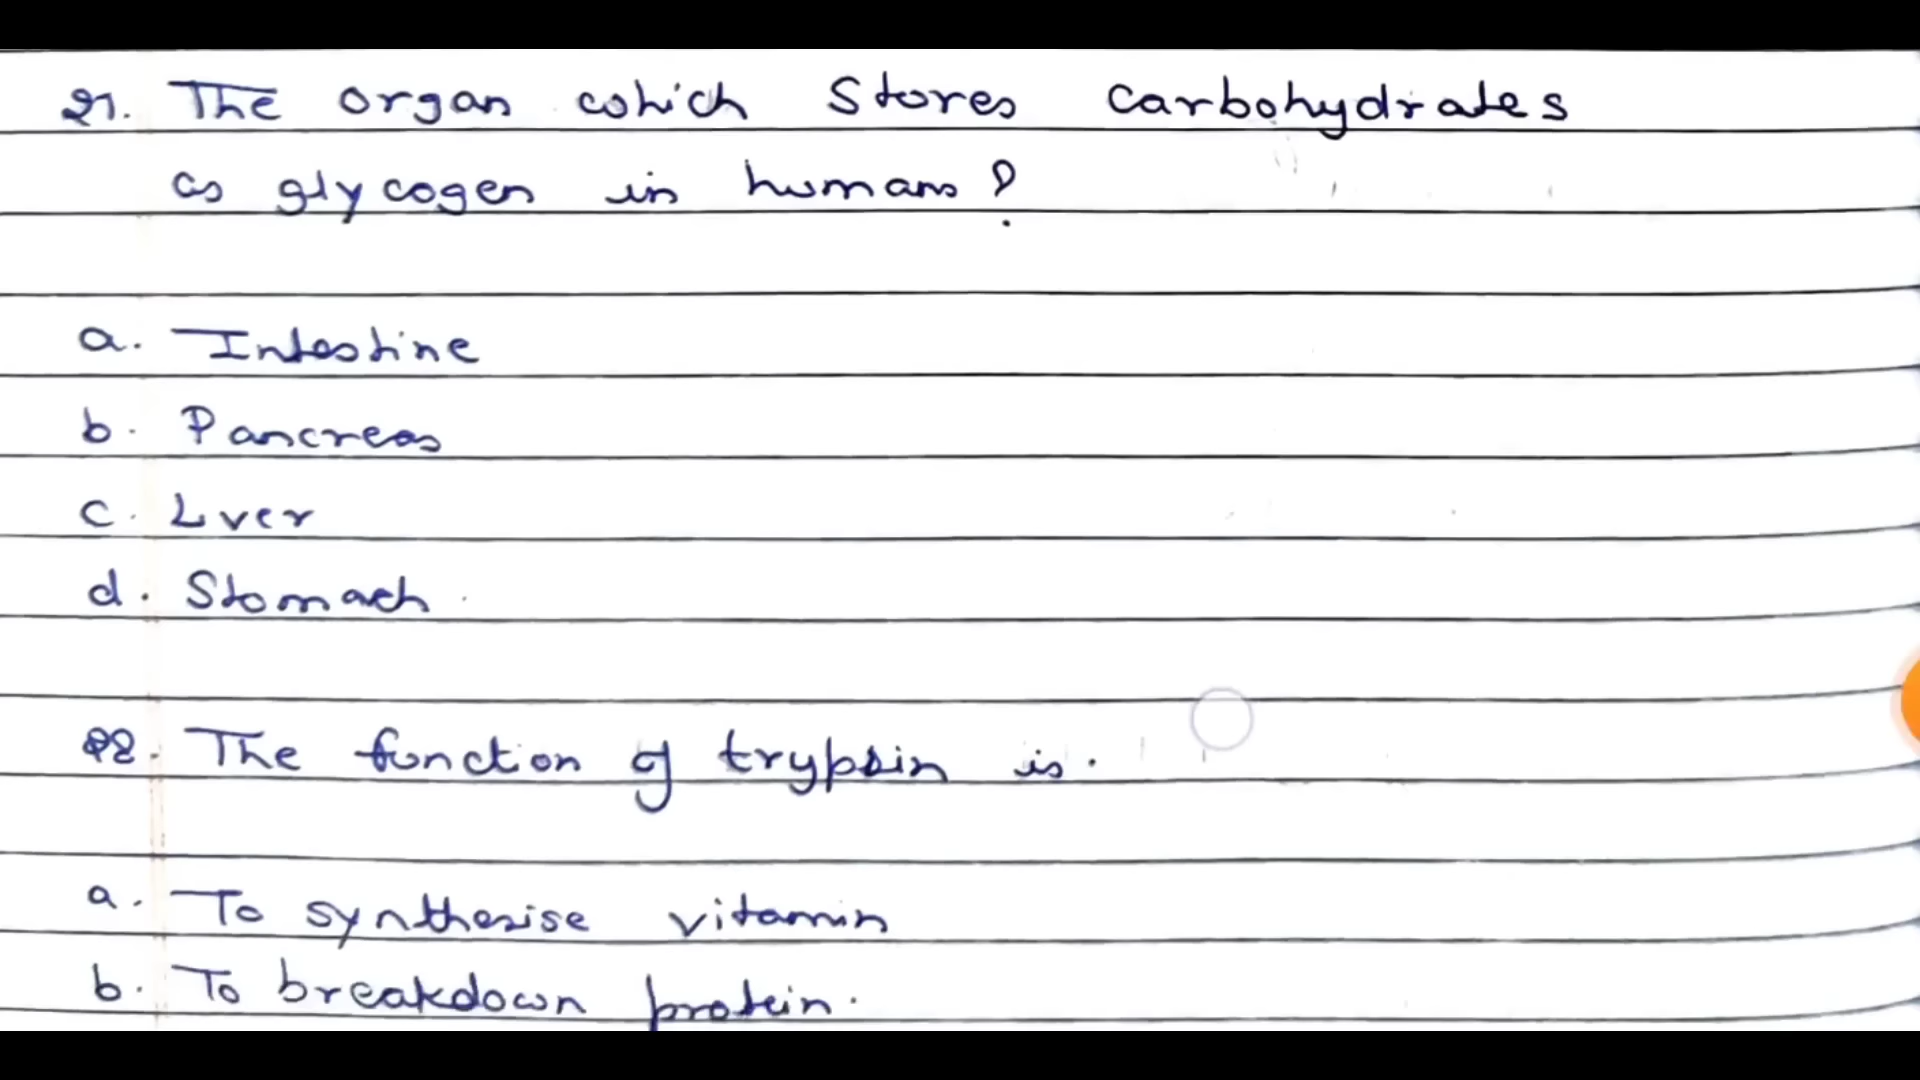 21. The organ which stores carbohydrates
as glycogen in humans?
a. Intestine
b. Pancreas
c. Lver
d. Stomach
22. The function of trypsin is.
a. To synthesise vitamin
b. To breakdown protein.